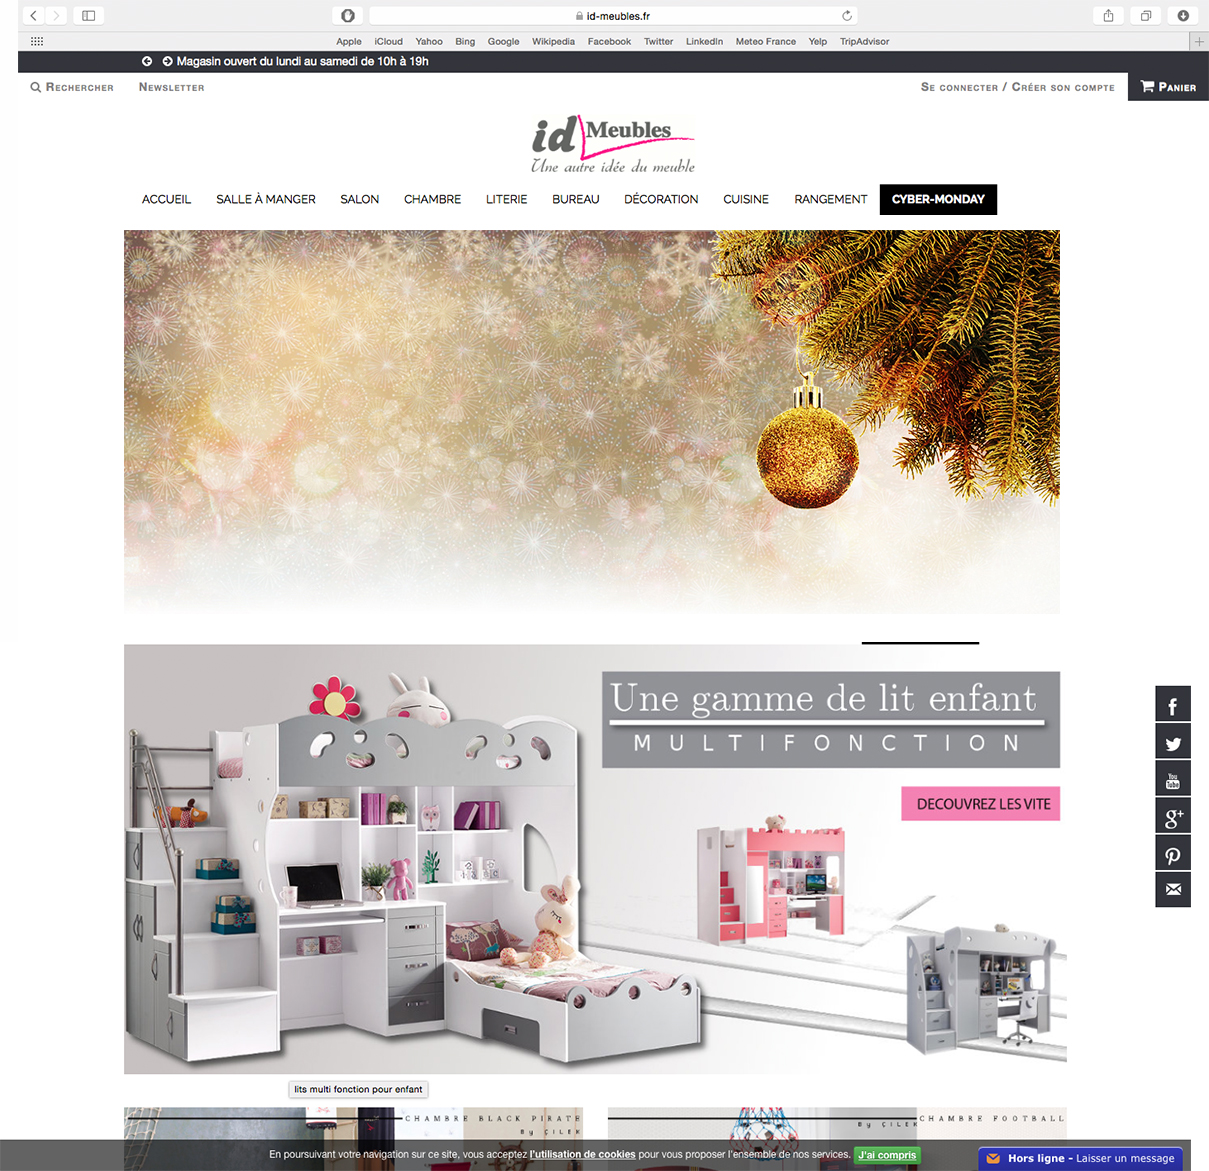 id-meubles.fr
Apple iCloud Yahoo Bing Google Wikipedia Facebook Twitter LinkedIn Meteo France Yelp TripAdvisor
Magasin ouvert du lundi au samedi de 10h à 19h
Rechercher Newsletter Se connecter / Créer son compte Panier
id Meubles
Une autre idée du meuble
ACCUEIL SALLE À MANGER SALON CHAMBRE LITERIE BUREAU DÉCORATION CUISINE RANGEMENT CYBER-MONDAY
Une gamme de lit enfant
MULTIFONCTION
DECOUVREZ LES VITE
You
Tube
g+
lits multi fonction pour enfant
CHAMBRE BLACK PIRATE
By ÇILEK
CHAMBRE FOOTBALL
By ÇILEK
En poursuivant votre navigation sur ce site, vous acceptez l'utilisation de cookies pour vous proposer l'ensemble de nos services. J'ai compris
Hors ligne - Laisser un message